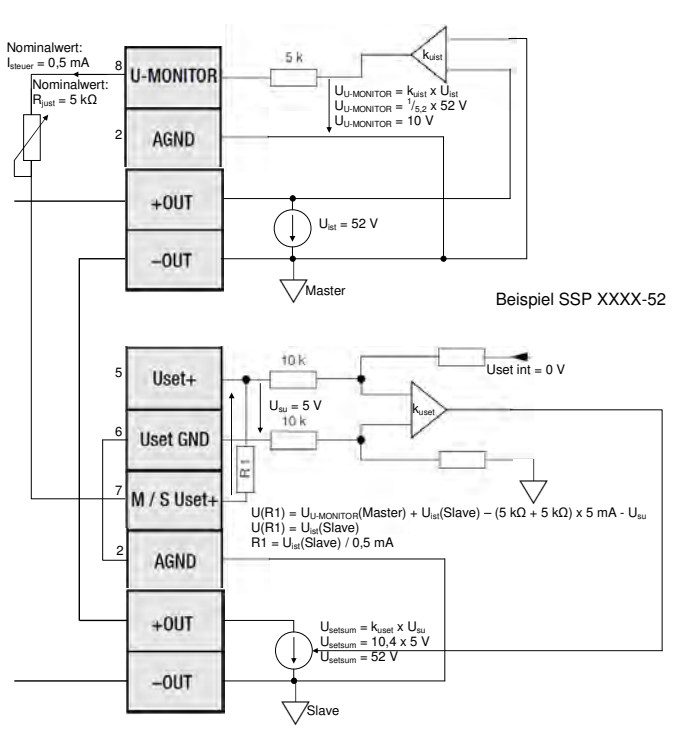 Nominalwert:
Isteuer = 0,5 mA
Nominalwert:
Rjust = 5 kΩ
8
U-MONITOR
5 k
kuist
UU-MONITOR = kuist x Uist
UU-MONITOR = 1/5,2 x 52 V
UU-MONITOR = 10 V
2
AGND
+OUT
Uist = 52 V
−OUT
Master
Beispiel SSP XXXX-52
5
Uset+
10 k
Uset int = 0 V
Usu = 5 V
kuset
6
Uset GND
10 k
R1
7
M / S Uset+
U(R1) = UU-MONITOR(Master) + Uist(Slave) – (5 kΩ + 5 kΩ) x 5 mA - Usu
U(R1) = Uist(Slave)
R1 = Uist(Slave) / 0,5 mA
2
AGND
+OUT
Usetsum = kuset x Usu
Usetsum = 10,4 x 5 V
Usetsum = 52 V
−OUT
Slave